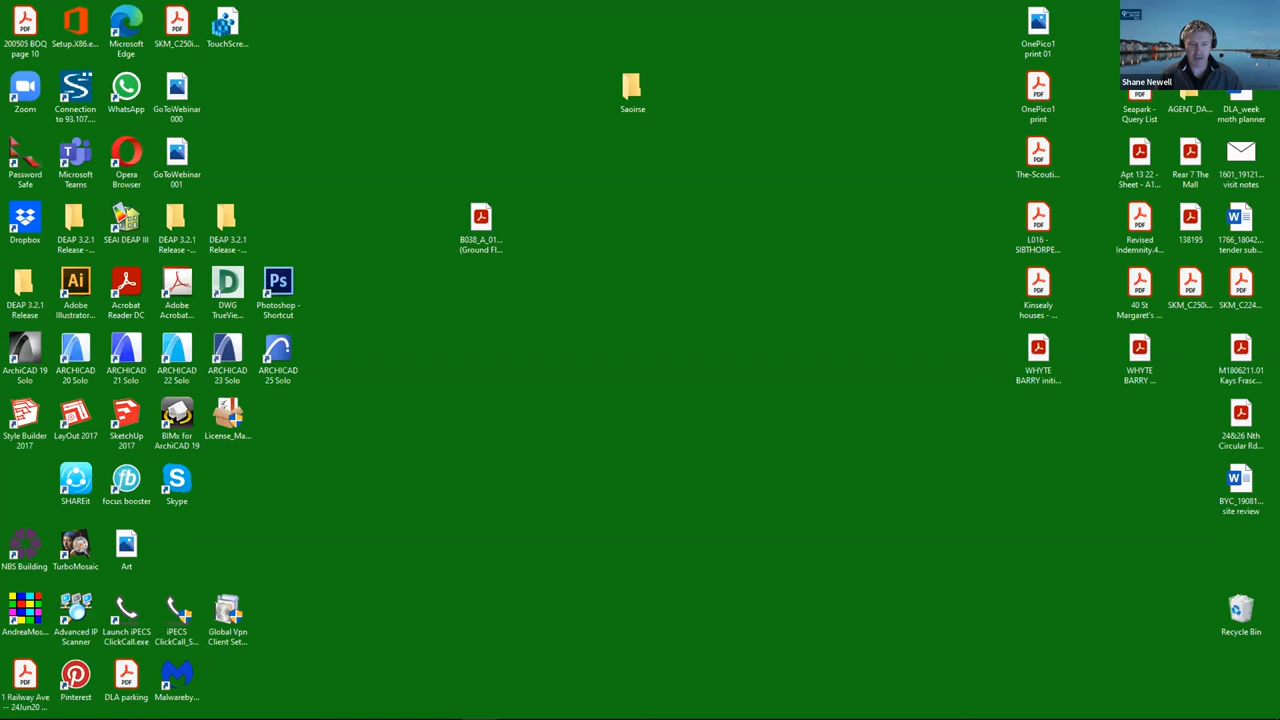 200505 BOQ
page 10
Setup.X86.e...
Microsoft
Edge
SKM_C250i...
TouchScre...
OnePico1
print 01
Shane Newell
Zoom
Connection
to 93.107....
WhatsApp
GoToWebinar
000
Saoirse
OnePico1
print
Seapark -
Query List
AGENT_DA...
DLA_week
moth planner
Password
Safe
Microsoft
Teams
Opera
Browser
GoToWebinar
001
The-Scouti...
Apt 13 22 -
Sheet - A1...
Rear 7 The
Mall
1601_19121...
visit notes
Dropbox
DEAP 3.2.1
Release -...
SEAI DEAP III
DEAP 3.2.1
Release -...
DEAP 3.2.1
Release -...
B038_A_01...
(Ground Fl...
L016 -
SIBTHORPE...
Revised
Indemnity.4...
138195
1766_18042...
tender sub...
DEAP 3.2.1
Release
Adobe
Illustrator...
Acrobat
Reader DC
Adobe
Acrobat...
DWG
TrueView...
Photoshop -
Shortcut
Kinsealy
houses - ...
40 St
Margaret's ...
SKM_C250i...
SKM_C224...
ArchiCAD 19
Solo
ARCHICAD
20 Solo
ARCHICAD
21 Solo
ARCHICAD
22 Solo
ARCHICAD
23 Solo
ARCHICAD
25 Solo
WHYTE
BARRY initi...
WHYTE
BARRY ...
M1806211.01
Kays Frasc...
Style Builder
2017
LayOut 2017
SketchUp
2017
BIMx for
ArchiCAD 19
License_Ma...
248&26 Nth
Circular Rd...
SHAREit
focus booster
Skype
BYC_19081...
site review
NBS Building
TurboMosaic
Art
AndreaMos...
Advanced IP
Scanner
Launch iPECS
ClickCall.exe
iPECS
ClickCall_S...
Global Vpn
Client Set...
Recycle Bin
1 Railway Ave
-- 24Jun20 ...
Pinterest
DLA parking
Malwareby...